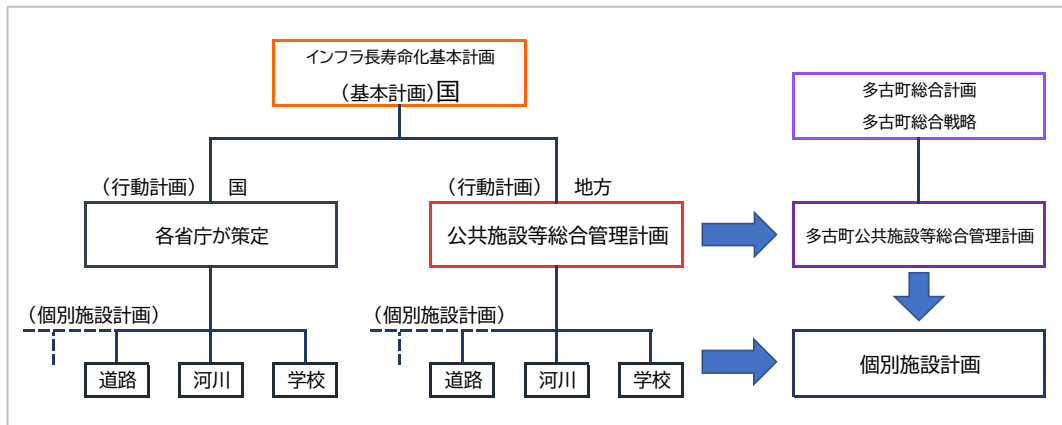 インフラ長寿命化基本計画
（基本計画）国
多古町総合計画
多古町総合戦略
（行動計画） 国
（行動計画） 地方
各省庁が策定
公共施設等総合管理計画
多古町公共施設等総合管理計画
（個別施設計画）
（個別施設計画）
道路
河川
学校
道路
河川
学校
個別施設計画